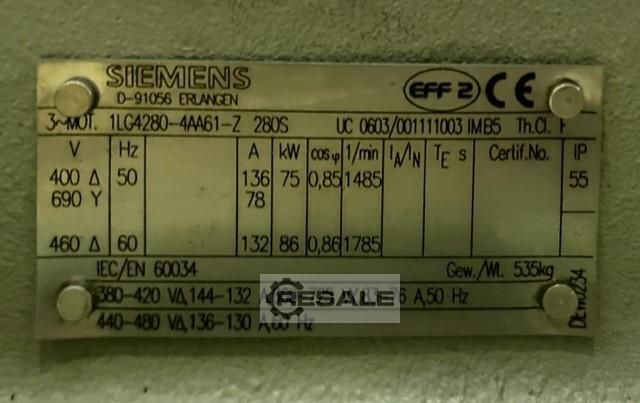 SIEMENS
D-91056 ERLANGEN
EFF 2 CE
3~MOT. 1LG4280-4AA61-Z 280S UC 0603/001111003 IMB5 Th.Cl. F
V Hz A kW cosφ 1/min IA/IN TE s Certif.No. IP
400 Δ 50 136 75 0,85 1485 55
690 Y 78
460 Δ 60 132 86 0,86 1785
IEC/EN 60034 Gew./Wt. 535kg
380-420 VΔ,144-132 76 A,50 Hz
RESALE
440-480 VΔ,136-130 A,60 Hz